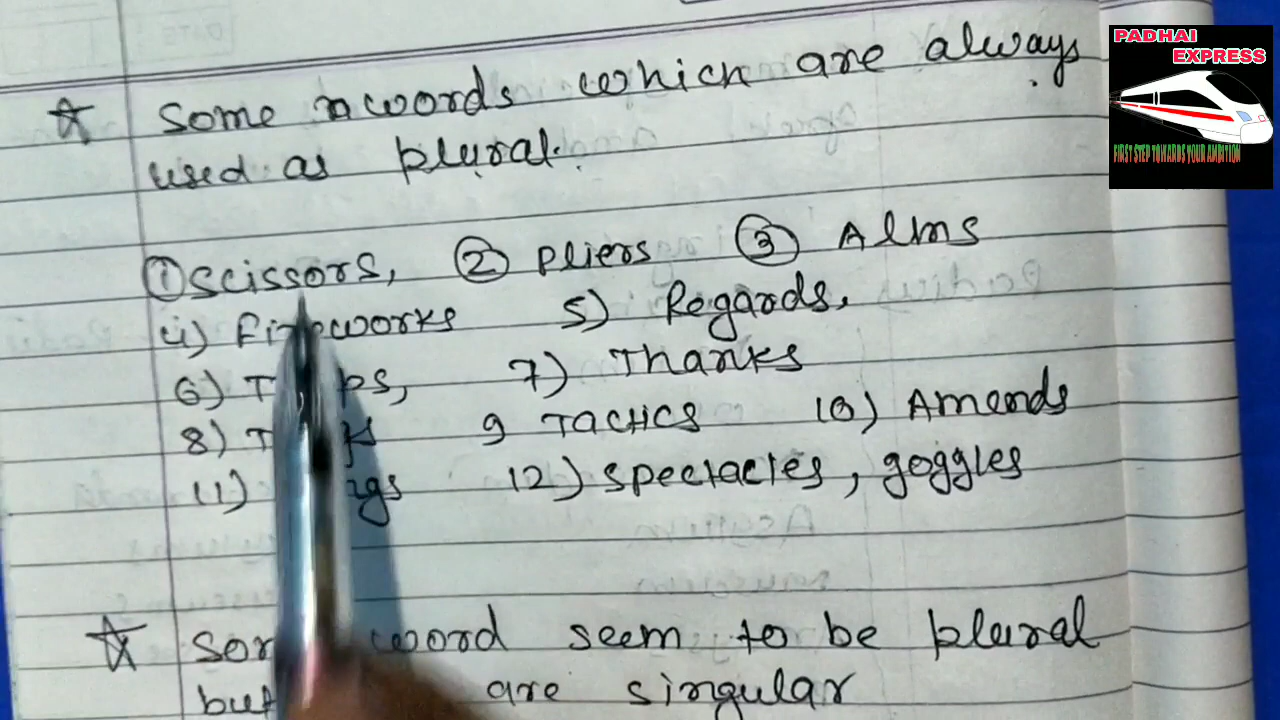 PADHAI
EXPRESS
FIRST STEP TOWARDS YOUR AMBITION
☆ Some words which are always
used as plural.
① Scissors, ② Pliers ③ Alms
4) Fireworks 5) Regards,
6) 7) Thanks
8) 9 Tactics 10) Amends
11) 12) Spectacles, goggles
☆ word seem to be plural
but are singular